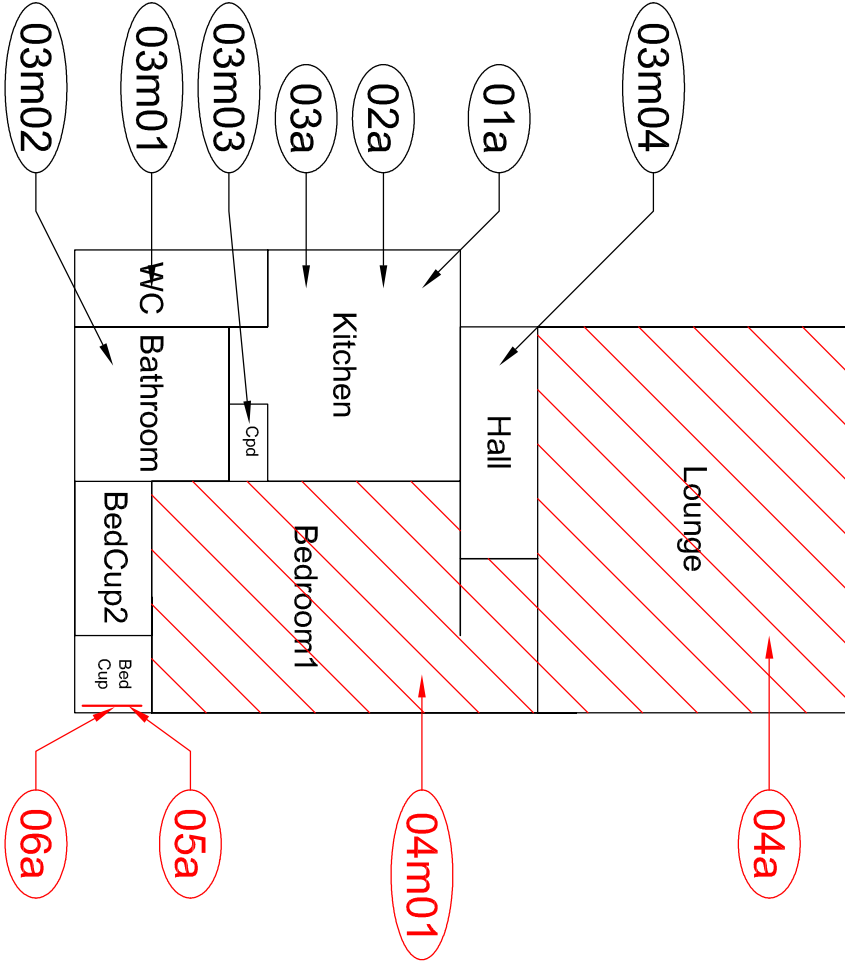 03m04
01a
02a
03a
03m03
03m01
03m02
Lounge
Hall
Kitchen
Cpd
WC
Bathroom
Bedroom1
BedCup2
Bed
Cup
04a
04m01
05a
06a